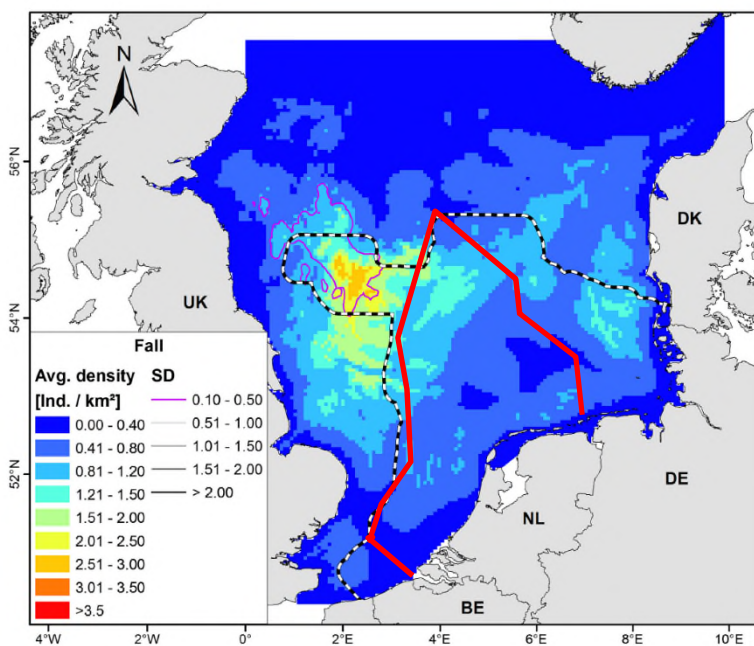 N
56°N
DK
54°N
UK
Fall
Avg. density
[Ind. / km²]
0.00 - 0.40
0.41 - 0.80
0.81 - 1.20
1.21 - 1.50
1.51 - 2.00
2.01 - 2.50
2.51 - 3.00
3.01 - 3.50
>3.5
SD
0.10 - 0.50
0.51 - 1.00
1.01 - 1.50
1.51 - 2.00
> 2.00
52°N
DE
NL
BE
4°W
2°W
0°
2°E
4°E
6°E
8°E
10°E